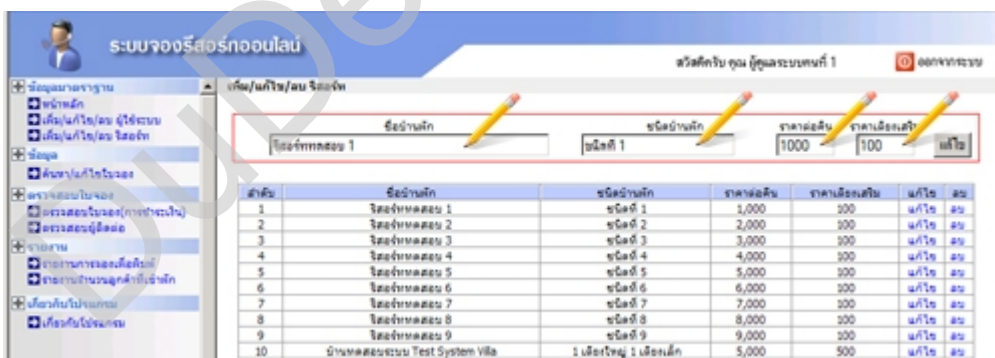 ระบบจองรีสอร์ทออนไลน์
สวัสดีครับ คุณ ผู้ดูแลระบบคนที่ 1 ออกจากระบบ
ข้อมูลมาตราฐาน
หน้าหลัก
เพิ่ม/แก้ไข/ลบ ผู้ใช้ระบบ
เพิ่ม/แก้ไข/ลบ รีสอร์ท
ข้อมูล
ค้นหา/แก้ไขใบจอง
ตรวจสอบใบจอง
ตรวจสอบใบจอง(การชำระเงิน)
ตรวจสอบผู้ติดต่อ
รายงาน
รายงานการจองเพื่อพิมพ์
รายงานจำนวนลูกค้าที่เข้าพัก
เกี่ยวกับโปรแกรม
เกี่ยวกับโปรแกรม
เพิ่ม/แก้ไข/ลบ รีสอร์ท
ชื่อบ้านพัก ชนิดบ้านพัก ราคาต่อคืน ราคาเตียงเสริม
รีสอร์ททดสอบ 1 ชนิดที่ 1 1000 100 แก้ไข
ลำดับ ชื่อบ้านพัก ชนิดบ้านพัก ราคาต่อคืน ราคาเตียงเสริม แก้ไข ลบ
1 รีสอร์ททดสอบ 1 ชนิดที่ 1 1,000 100 แก้ไข ลบ
2 รีสอร์ททดสอบ 2 ชนิดที่ 2 2,000 100 แก้ไข ลบ
3 รีสอร์ททดสอบ 3 ชนิดที่ 3 3,000 100 แก้ไข ลบ
4 รีสอร์ททดสอบ 4 ชนิดที่ 4 4,000 100 แก้ไข ลบ
5 รีสอร์ททดสอบ 5 ชนิดที่ 5 5,000 100 แก้ไข ลบ
6 รีสอร์ททดสอบ 6 ชนิดที่ 6 6,000 100 แก้ไข ลบ
7 รีสอร์ททดสอบ 7 ชนิดที่ 7 7,000 100 แก้ไข ลบ
8 รีสอร์ททดสอบ 8 ชนิดที่ 8 8,000 100 แก้ไข ลบ
9 รีสอร์ททดสอบ 9 ชนิดที่ 9 9,000 100 แก้ไข ลบ
10 บ้านทดสอบระบบ Test System Villa 1 เตียงใหญ่ 1 เตียงเล็ก 5,000 500 แก้ไข ลบ